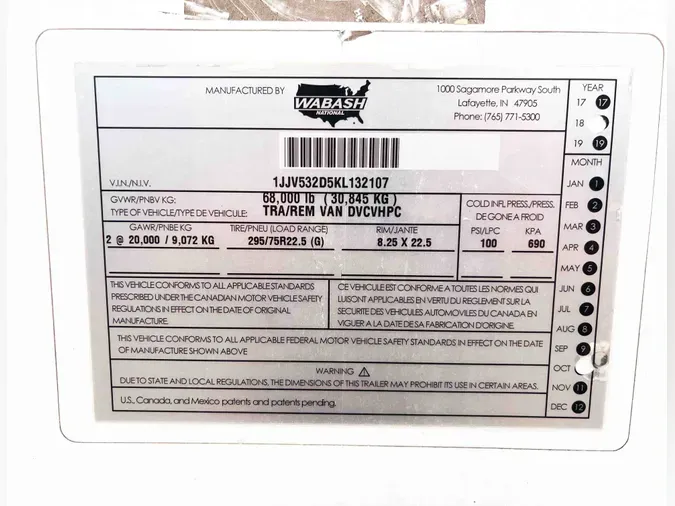 MANUFACTURED BY
WABASH
NATIONAL
1000 Sagamore Parkway South
Lafayette, IN 47905
Phone: (765) 771-5300
V.I.N./N.I.V. 1JJV532D5KL132107
GVWR/PNBV KG: 68,000 lb ( 30,845 KG )
TYPE OF VEHICLE/TYPE DE VEHICULE: TRA/REM VAN DVCVHPC
COLD INFL PRESS./PRESS.
DE GONE A FROID
GAWR/PNBE KG TIRE/PNEU (LOAD RANGE) RIM/JANTE PSI/LPC KPA
2 @ 20,000 / 9,072 KG 295/75R22.5 (G) 8.25 X 22.5 100 690
THIS VEHICLE CONFORMS TO ALL APPLICABLE STANDARDS
PRESCRIBED UNDER THE CANADIAN MOTOR VEHICLE SAFETY
REGULATIONS IN EFFECT ON THE DATE OF ORIGINAL
MANUFACTURE.
CE VEHICULE EST CONFORME A TOUTES LES NORMES QUI
LUI SONT APPLICABLES EN VERTU DU REGLEMENT SUR LA
SECURITE DES VEHICULES AUTOMOVILES DU CANADA EN
VIGUER A LA DATE DE SA FABRICATION D'ORIGINE.
THIS VEHICLE CONFORMS TO ALL APPLICABLE FEDERAL MOTOR VEHICLE SAFETY STANDARDS IN EFFECT ON THE DATE
OF MANUFACTURE SHOWN ABOVE
WARNING
DUE TO STATE AND LOCAL REGULATIONS, THE DIMENSIONS OF THIS TRAILER MAY PROHIBIT ITS USE IN CERTAIN AREAS.
U.S., Canada, and Mexico patents and patents pending.
YEAR
17 17
18
19 19
MONTH
JAN 1
FEB 2
MAR 3
APR 4
MAY 5
JUN 6
JUL 7
AUG 8
SEP 9
OCT
NOV 11
DEC 12